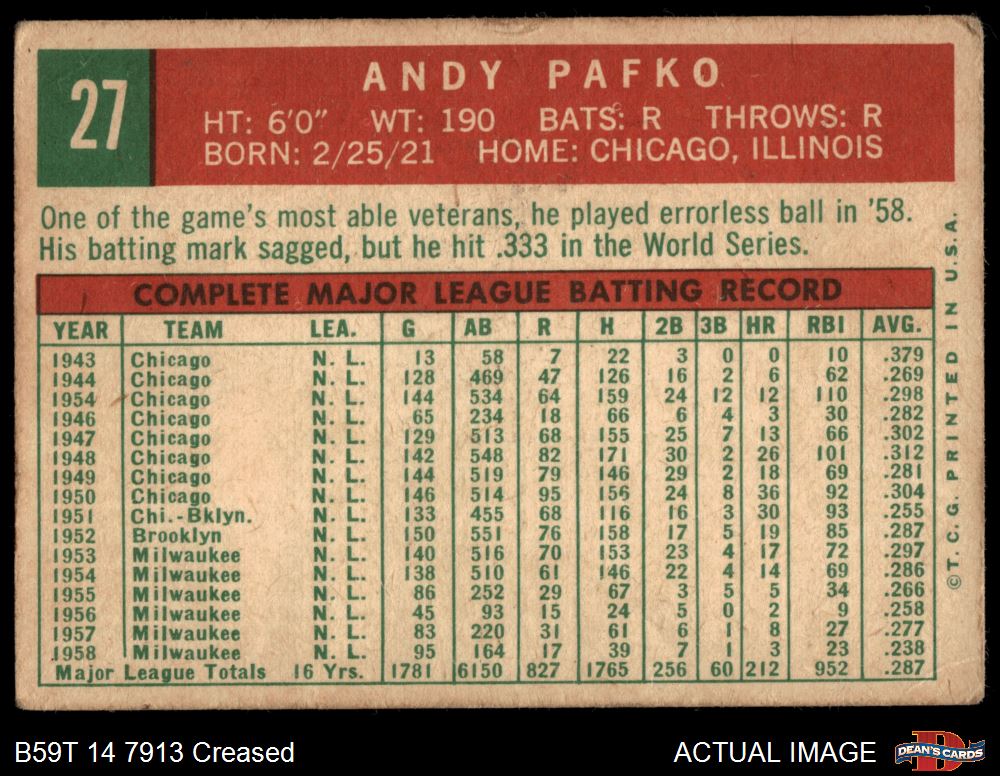 27
ANDY PAFKO
HT: 6'0" WT: 190 BATS: R THROWS: R
BORN: 2/25/21 HOME: CHICAGO, ILLINOIS
One of the game's most able veterans, he played errorless ball in '58.
His batting mark sagged, but he hit .333 in the World Series.
COMPLETE MAJOR LEAGUE BATTING RECORD
YEAR TEAM LEA. G AB R H 2B 3B HR RBI AVG.
1943 Chicago N. L. 13 58 7 22 3 0 0 10 .379
1944 Chicago N. L. 128 469 47 126 16 2 6 62 .269
1954 Chicago N. L. 144 534 64 159 24 12 12 110 .298
1946 Chicago N. L. 65 234 18 66 6 4 3 30 .282
1947 Chicago N. L. 129 513 68 155 25 7 13 66 .302
1948 Chicago N. L. 142 548 82 171 30 2 26 101 .312
1949 Chicago N. L. 144 519 79 146 29 2 18 69 .281
1950 Chicago N. L. 146 514 95 156 24 8 36 92 .304
1951 Chi.-Bklyn. N. L. 133 455 68 116 16 3 30 93 .255
1952 Brooklyn N. L. 150 551 76 158 17 5 19 85 .287
1953 Milwaukee N. L. 140 516 70 153 23 4 17 72 .297
1954 Milwaukee N. L. 138 510 61 146 22 4 14 69 .286
1955 Milwaukee N. L. 86 252 29 67 3 5 5 34 .266
1956 Milwaukee N. L. 45 93 15 24 5 0 2 9 .258
1957 Milwaukee N. L. 83 220 31 61 6 1 8 27 .277
1958 Milwaukee N. L. 95 164 17 39 7 1 3 23 .238
Major League Totals 16 Yrs. 1781 6150 827 1765 256 60 212 952 .287
©T. C. G. PRINTED IN U.S.A.
B59T 14 7913 Creased
ACTUAL IMAGE
DEAN'S CARDS